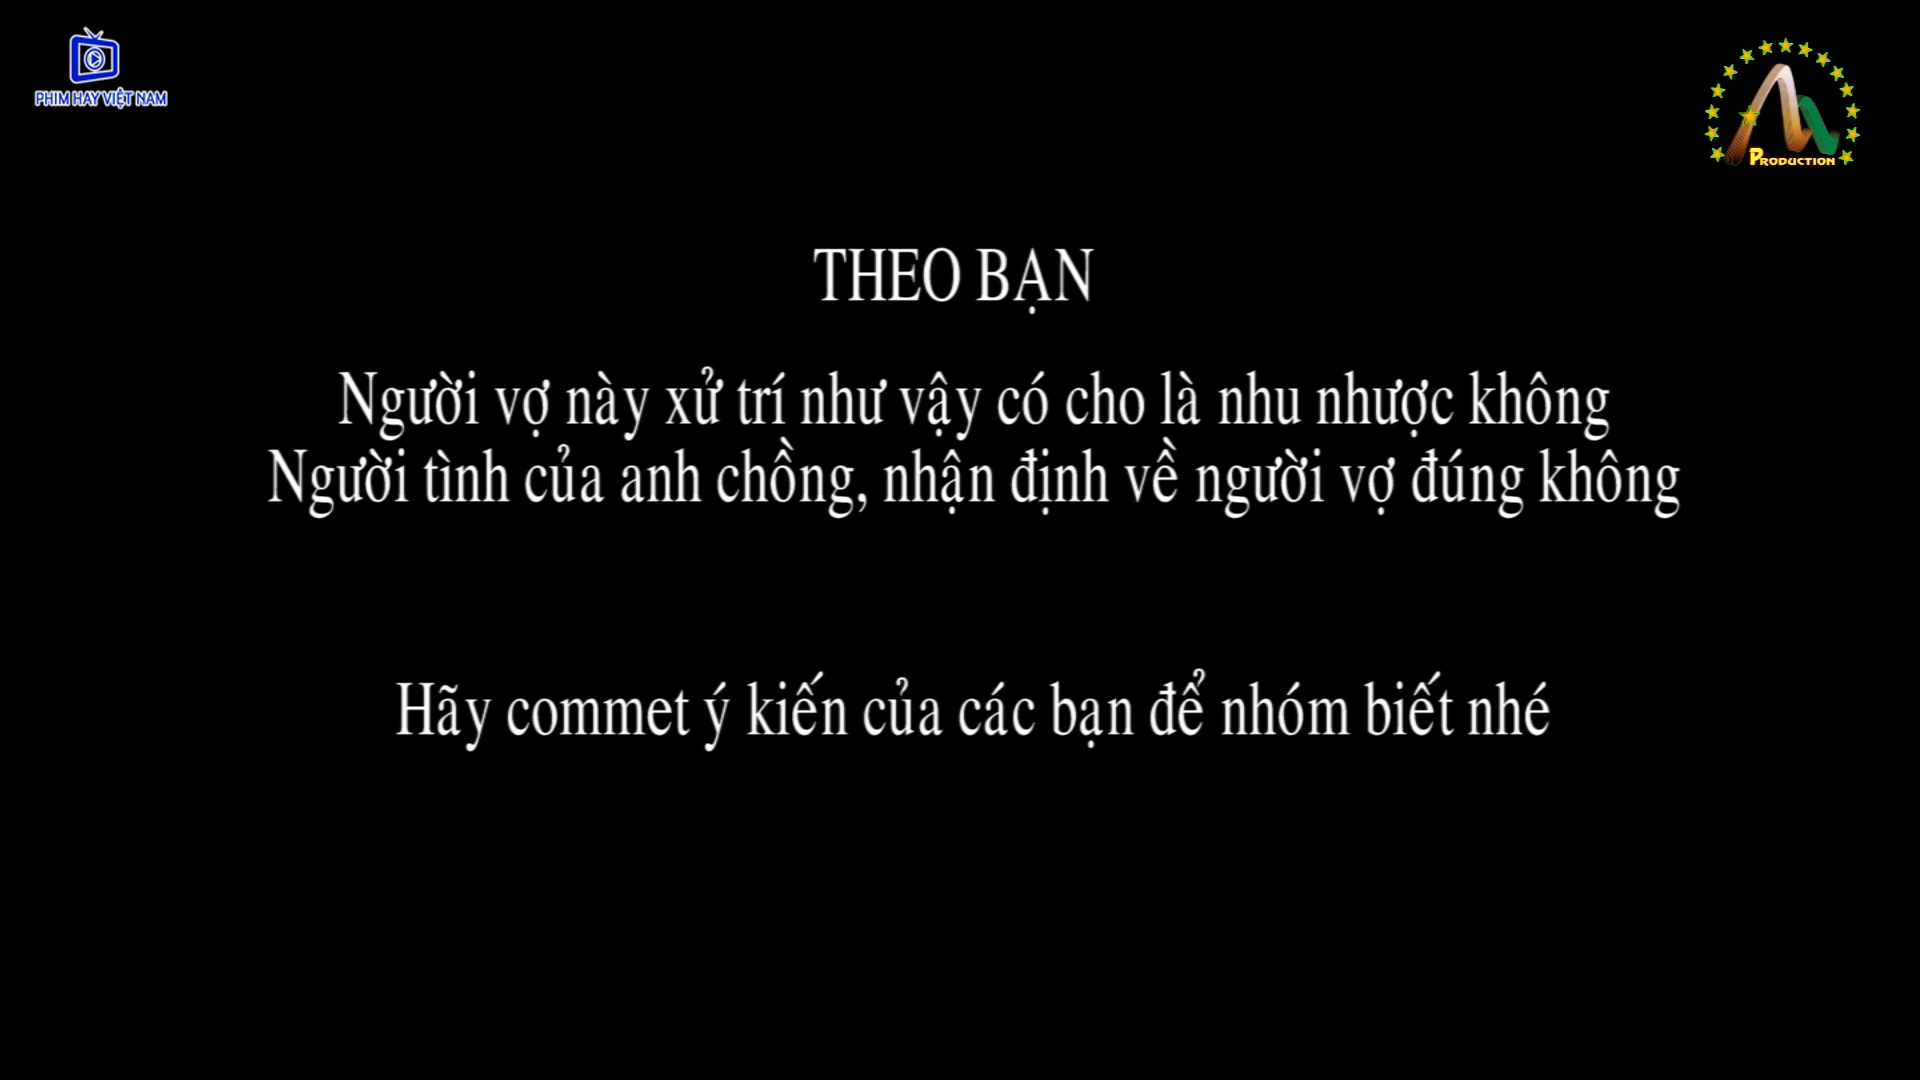 PHIM HAY VIỆT NAM
PRODUCTION
THEO BẠN
Người vợ này xử trí như vậy có cho là nhu nhược không
Người tình của anh chồng, nhận định về người vợ đúng không
Hãy commet ý kiến của các bạn để nhóm biết nhé